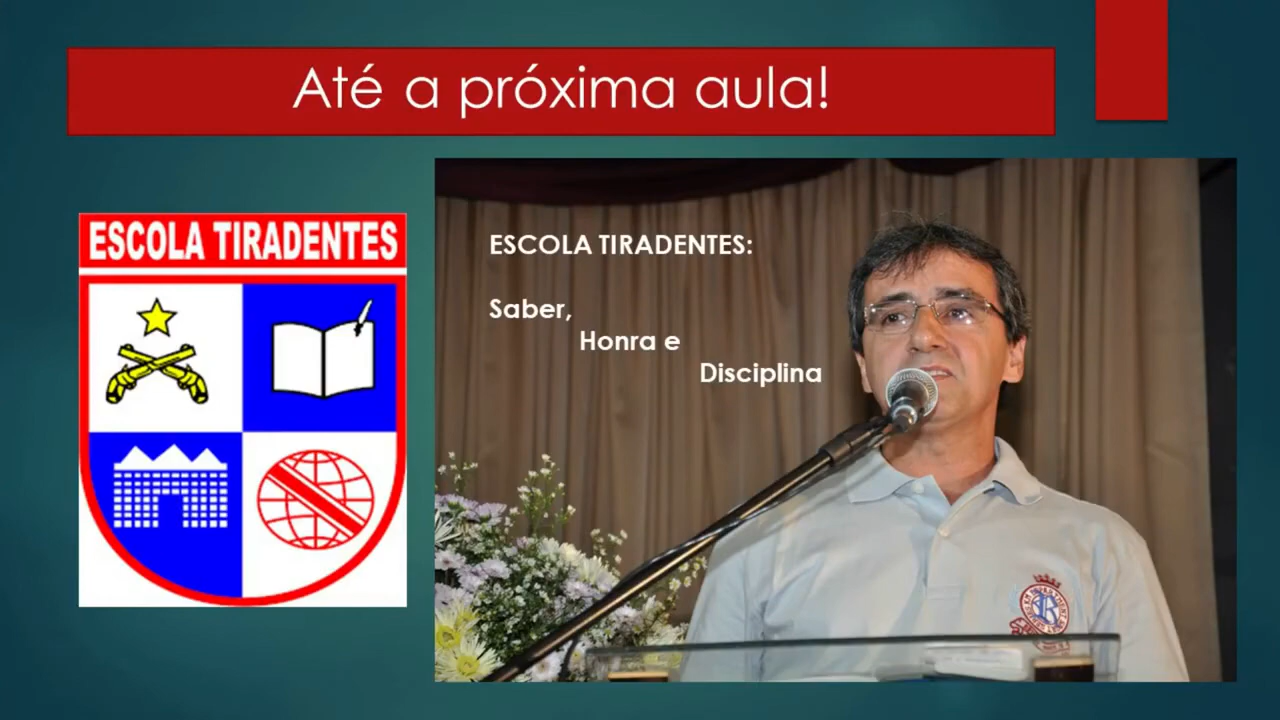 Até a próxima aula!
ESCOLA TIRADENTES
ESCOLA TIRADENTES:
Saber,
Honra e
Disciplina